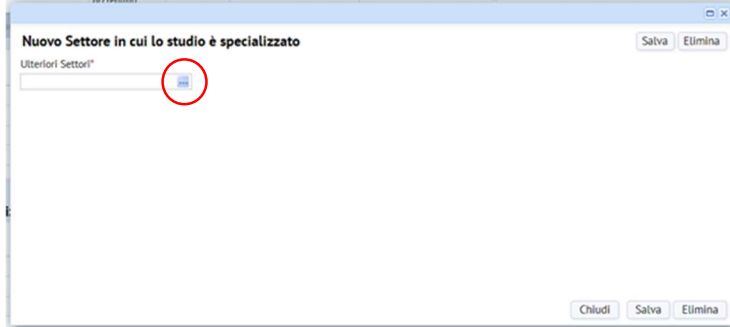 Nuovo Settore in cui lo studio è specializzato
Salva Elimina
Ulteriori Settori*
...
Chiudi Salva Elimina